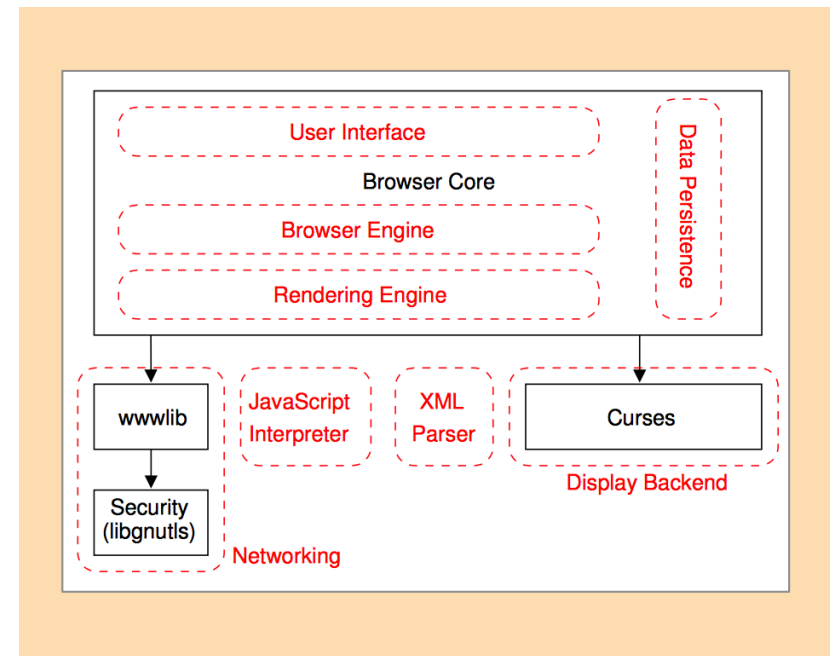 User Interface
Data Persistence
Browser Core
Browser Engine
Rendering Engine
wwwlib
JavaScript
Interpreter
XML
Parser
Curses
Display Backend
Security
(libgnutls)
Networking